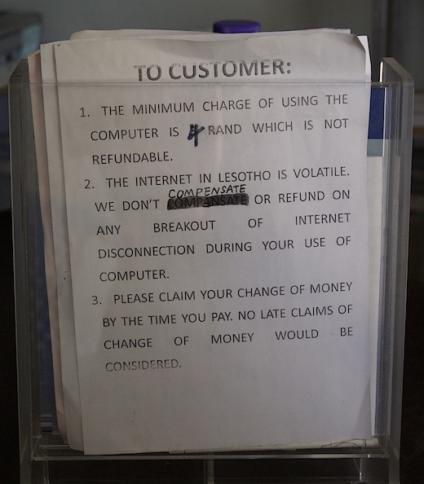 TO CUSTOMER:
1. THE MINIMUM CHARGE OF USING THE
COMPUTER IS 4 RAND WHICH IS NOT
REFUNDABLE.
2. THE INTERNET IN LESOTHO IS VOLATILE.
COMPENSATE
WE DON'T COMPANSATE OR REFUND ON
ANY BREAKOUT OF INTERNET
DISCONNECTION DURING YOUR USE OF
COMPUTER.
3. PLEASE CLAIM YOUR CHANGE OF MONEY
BY THE TIME YOU PAY. NO LATE CLAIMS OF
CHANGE OF MONEY WOULD BE
CONSIDERED.